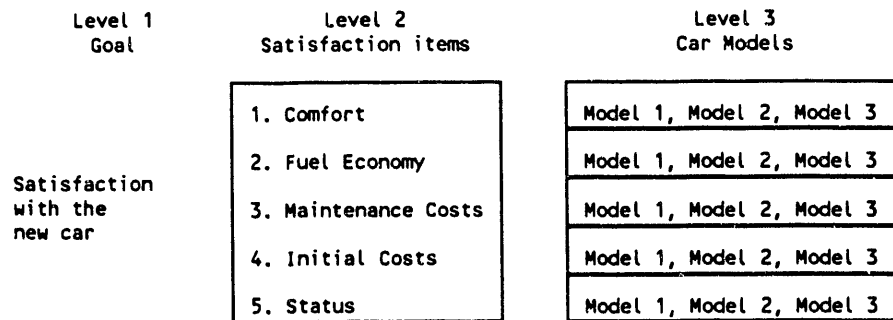 Level 1 Level 2 Level 3
Goal Satisfaction items Car Models
1. Comfort Model 1, Model 2, Model 3
2. Fuel Economy Model 1, Model 2, Model 3
Satisfaction
with the 3. Maintenance Costs Model 1, Model 2, Model 3
new car
4. Initial Costs Model 1, Model 2, Model 3
5. Status Model 1, Model 2, Model 3